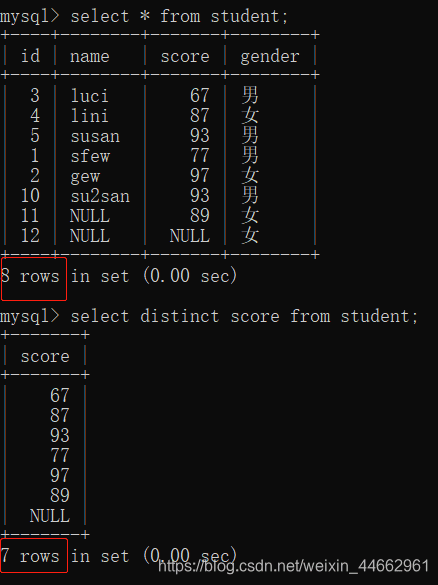 mysql> select * from student;
+----+--------+-------+--------+
| id | name   | score | gender |
+----+--------+-------+--------+
|  3 | luci   |    67 | 男     |
|  4 | lini   |    87 | 女     |
|  5 | susan  |    93 | 男     |
|  1 | sfew   |    77 | 男     |
|  2 | gew    |    97 | 女     |
| 10 | su2san |    93 | 男     |
| 11 | NULL   |    89 | 女     |
| 12 | NULL   |  NULL | 女     |
+----+--------+-------+--------+
8 rows in set (0.00 sec)
mysql> select distinct score from student;
+-------+
| score |
+-------+
|    67 |
|    87 |
|    93 |
|    77 |
|    97 |
|    89 |
|  NULL |
+-------+
7 rows in set (0.00 sec)
https://blog.csdn.net/weixin_44662961